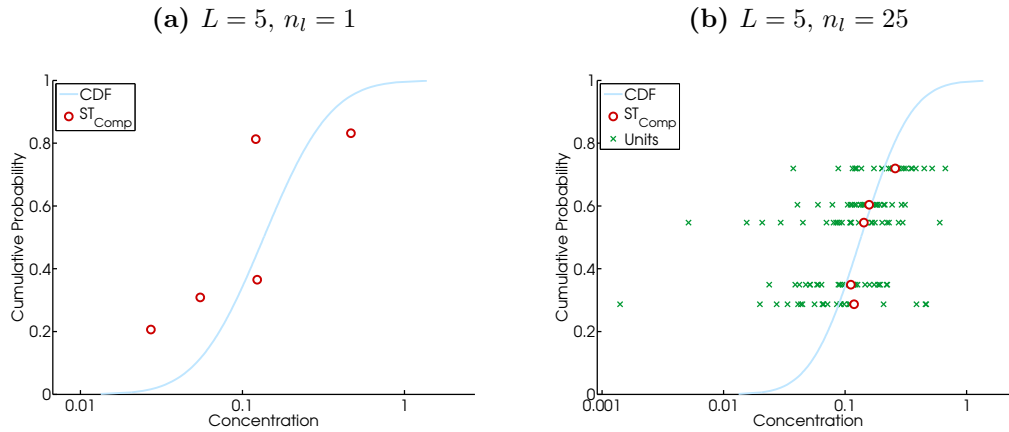 (a) L = 5, n_l = 1
1
0.8
0.6
0.4
0.2
0
0.01
0.1
1
Cumulative Probability
Concentration
CDF
ST_Comp
(b) L = 5, n_l = 25
1
0.8
0.6
0.4
0.2
0
0.001
0.01
0.1
1
Cumulative Probability
Concentration
CDF
ST_Comp
Units